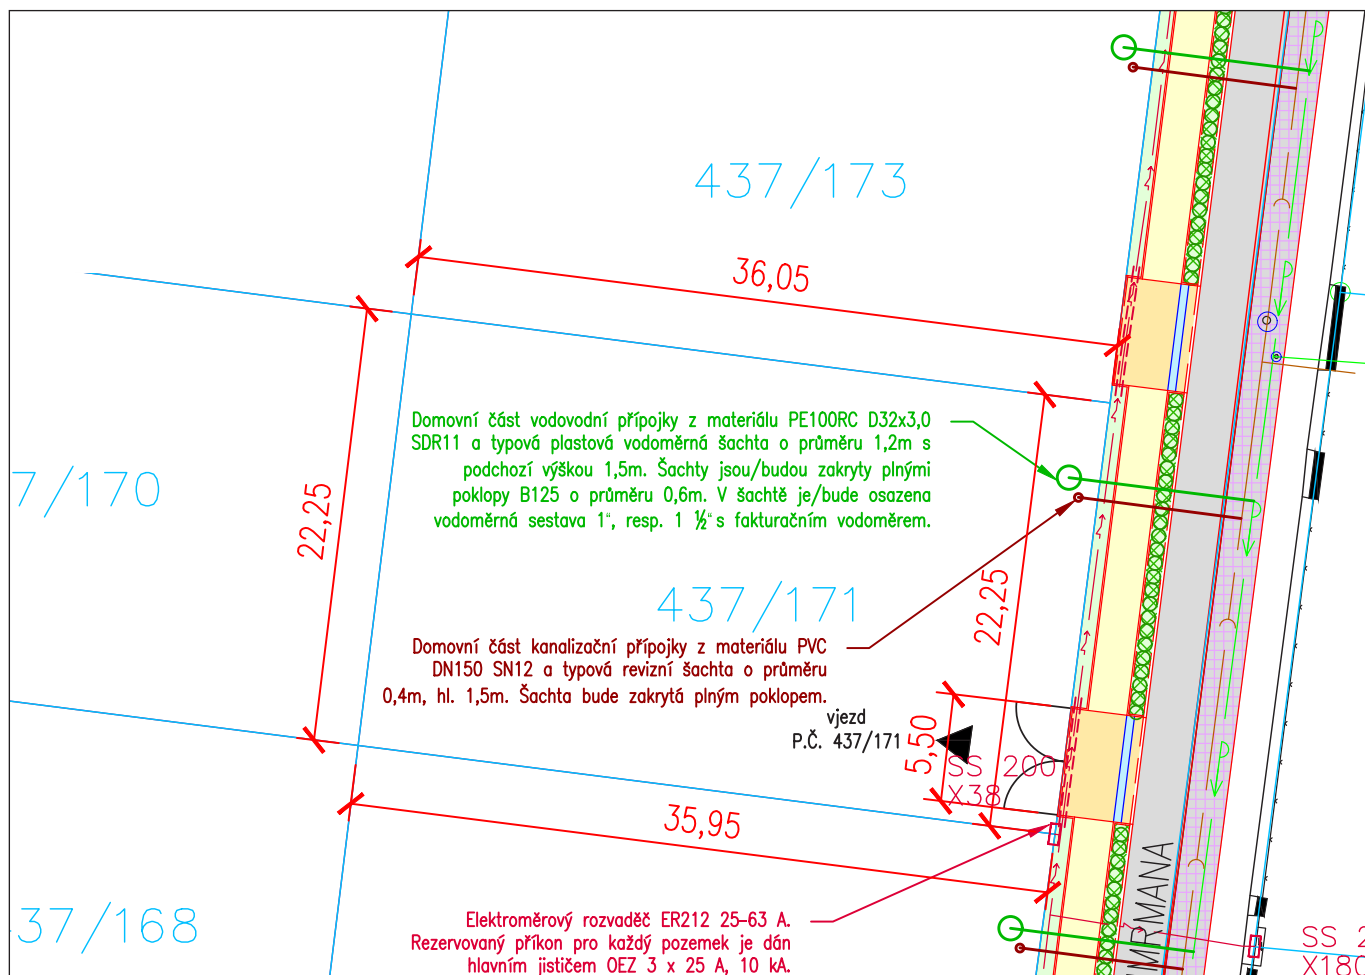 437/173
36,05
Domovní část vodovodní přípojky z materiálu PE100RC D32x3,0
SDR11 a typová plastová vodoměrná šachta o průměru 1,2m s
podchozí výškou 1,5m. Šachty jsou/budou zakryty plnými
poklopy B125 o průměru 0,6m. V šachtě je/bude osazena
vodoměrná sestava 1", resp. 1 ½" s fakturačním vodoměrem.
7/170
22,25
437/171
22,25
Domovní část kanalizační přípojky z materiálu PVC
DN150 SN12 a typová revizní šachta o průměru
0,4m, hl. 1,5m. Šachta bude zakrytá plným poklopem.
vjezd
P.Č. 437/171
5,50
SS 200
X38
35,95
37/168
Elektroměrový rozvaděč ER212 25-63 A.
Rezervovaný příkon pro každý pozemek je dán
hlavním jističem OEZ 3 x 25 A, 10 kA.
RMANA
SS 2
X180